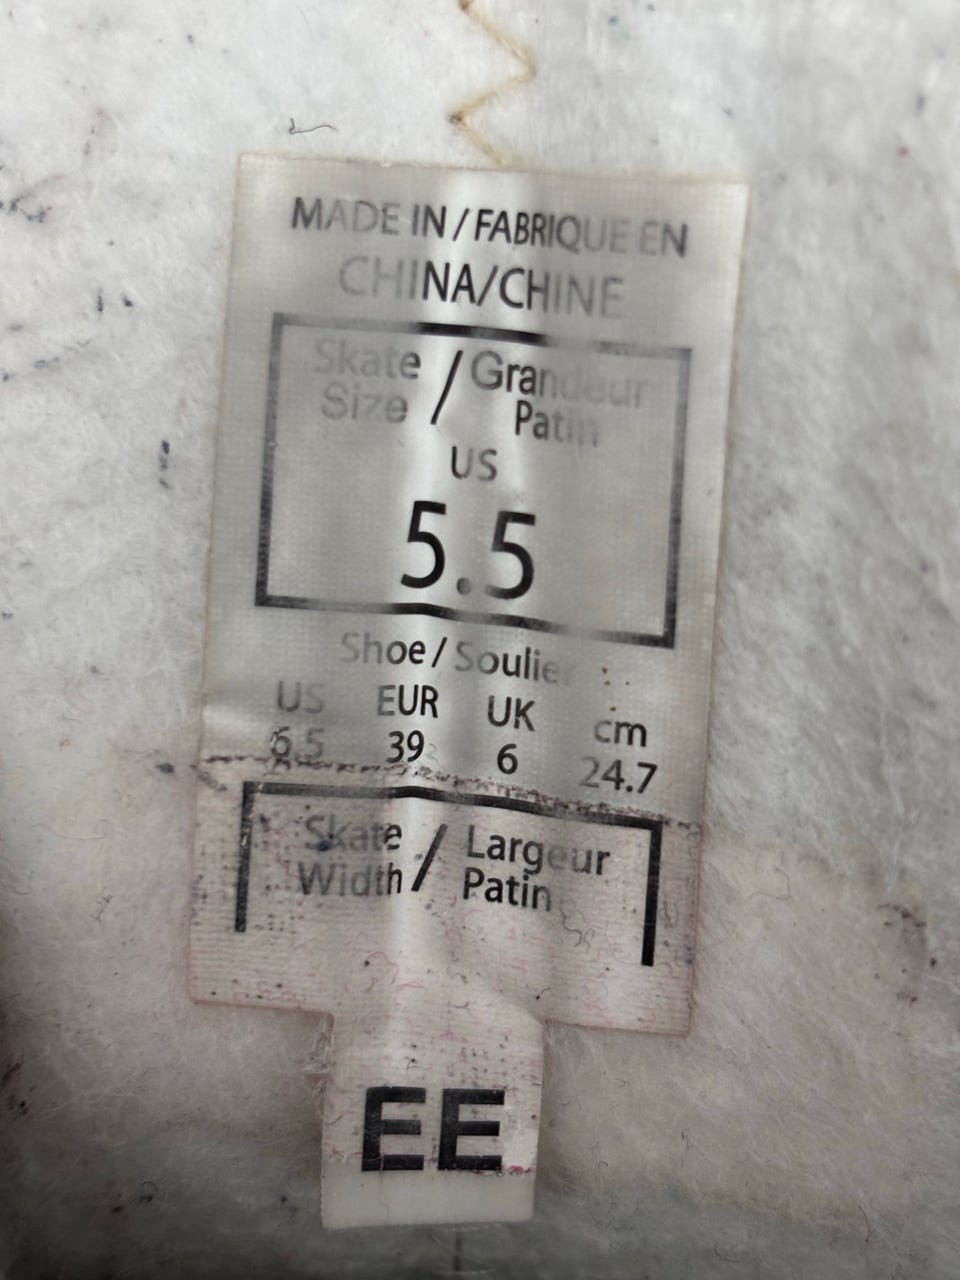 MADE IN / FABRIQUE EN
CHINA/CHINE
Skate Size / Grandeur Patin
US
5.5
Shoe / Soulier
US EUR UK cm
6.5 39 6 24.7
Skate Width / Largeur Patin
EE